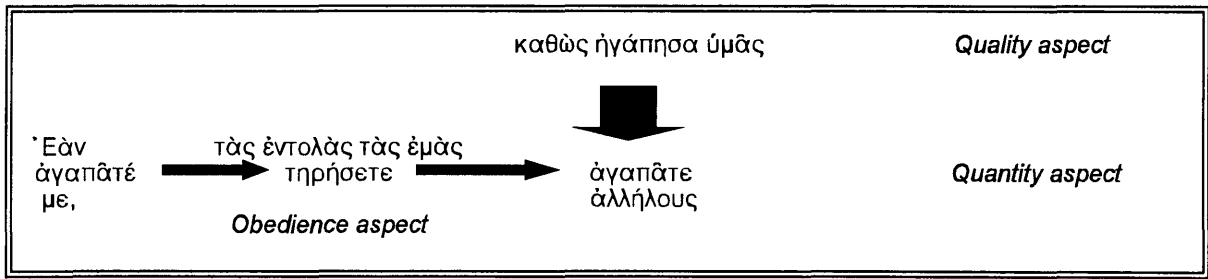 καθὼς ἠγάπησα ὑμᾶς
Quality aspect
Ἐὰν
ἀγαπᾶτέ
με,
τὰς ἐντολὰς τὰς ἐμὰς
τηρήσετε
Obedience aspect
ἀγαπᾶτε
ἀλλήλους
Quantity aspect